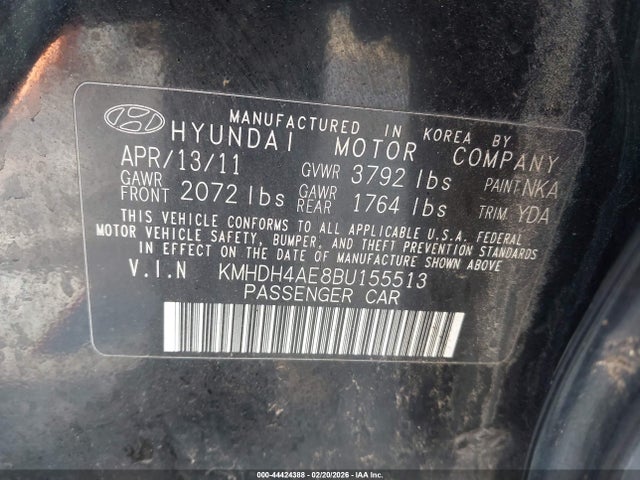 MANUFACTURED IN KOREA BY
HYUNDAI MOTOR COMPANY
APR/13/11 GVWR 3792 lbs PAINT:NKA
GAWR FRONT 2072 lbs GAWR REAR 1764 lbs TRIM YDA
THIS VEHICLE CONFORMS TO ALL APPLICABLE U.S.A. FEDERAL
MOTOR VEHICLE SAFETY, BUMPER, AND THEFT PREVENTION STANDARDS
IN EFFECT ON THE DATE OF MANUFACTURE SHOWN ABOVE
V.I.N KMHDH4AE8BU155513
PASSENGER CAR
000-44424388 - 02/20/2026 - IAA Inc.